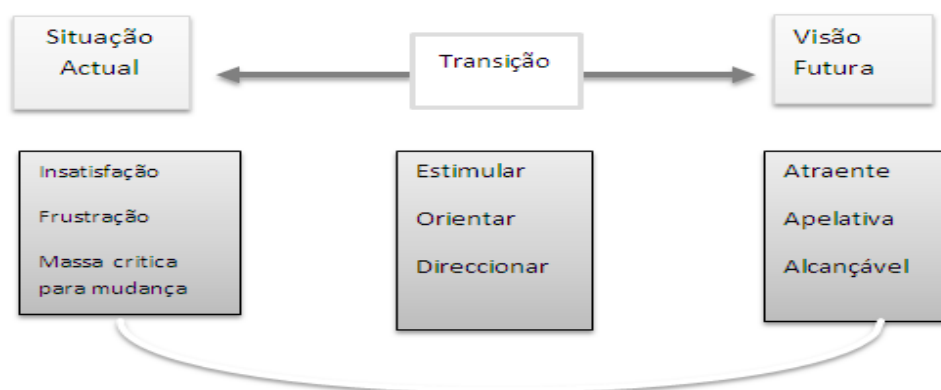 Situação
Actual
Transição
Visão
Futura
Insatisfação
Frustração
Massa critica
para mudança
Estimular
Orientar
Direccionar
Atraente
Apelativa
Alcançável